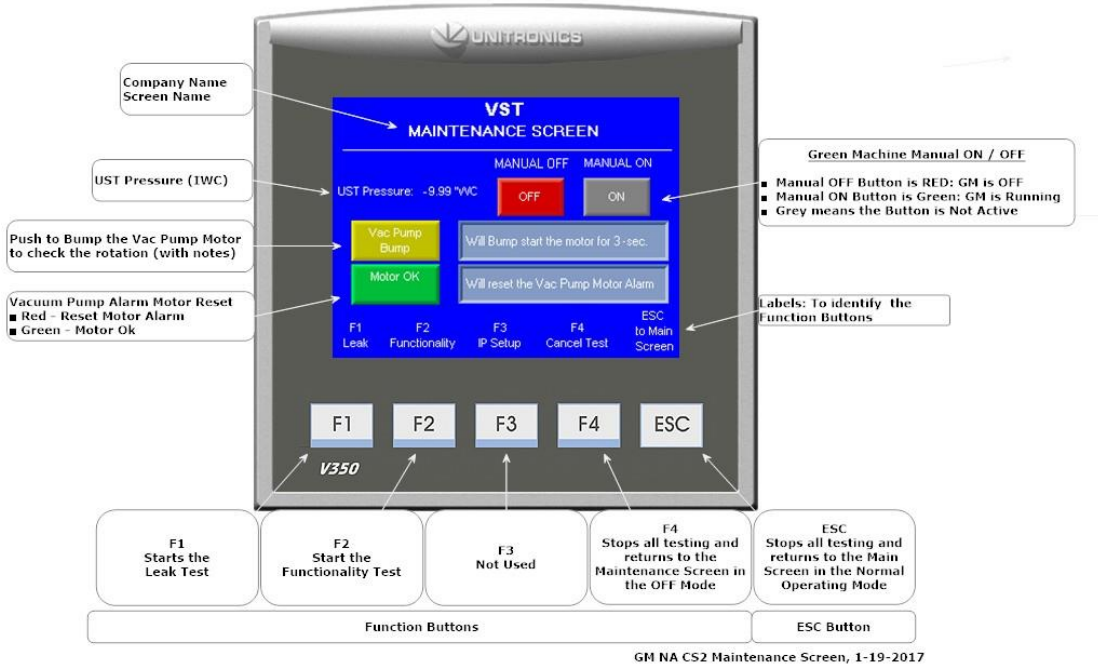 UNITRONICS
Company Name
Screen Name
VST
MAINTENANCE SCREEN
MANUAL OFF MANUAL ON
UST Pressure (IWC)
UST Pressure: -9.99 "WC
OFF
ON
Green Machine Manual ON / OFF
▪ Manual OFF Button is RED: GM is OFF
▪ Manual ON Button is Green: GM is Running
▪ Grey means the Button is Not Active
Push to Bump the Vac Pump Motor
to check the rotation (with notes)
Vac Pump
Bump
Will Bump start the motor for 3-sec.
Vacuum Pump Alarm Motor Reset
▪ Red - Reset Motor Alarm
▪ Green - Motor Ok
Motor OK
Will reset the Vac Pump Motor Alarm
Labels: To identify the
Function Buttons
F1
Leak
F2
Functionality
F3
IP Setup
F4
Cancel Test
ESC
to Main
Screen
F1
F2
F3
F4
ESC
V350
F1
Starts the
Leak Test
F2
Start the
Functionality Test
F3
Not Used
F4
Stops all testing and
returns to the
Maintenance Screen in
the OFF Mode
ESC
Stops all testing and
returns to the Main
Screen in the Normal
Operating Mode
Function Buttons
ESC Button
GM NA CS2 Maintenance Screen, 1-19-2017